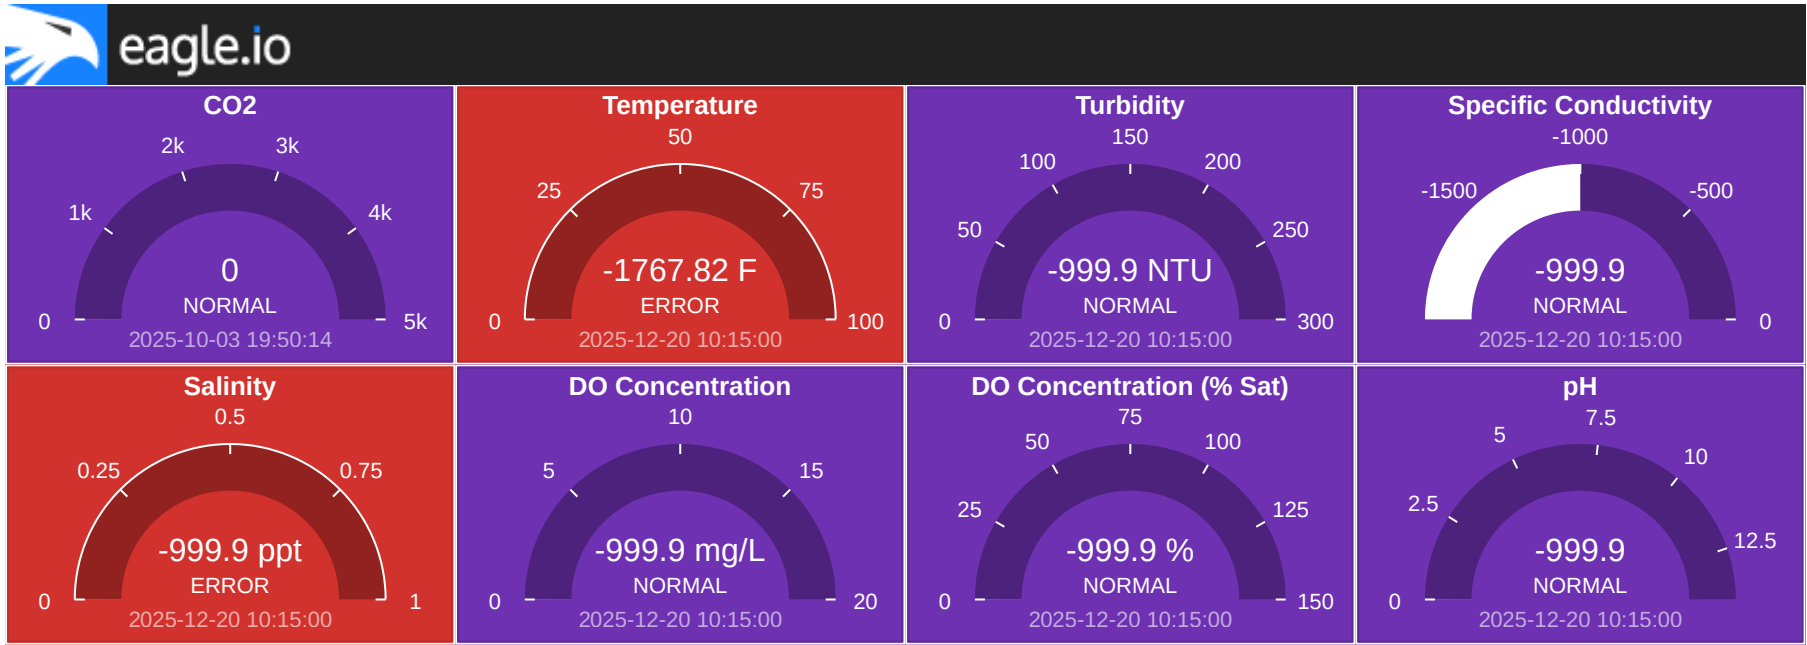 eagle.io
CO2
2k 3k
1k 4k
0
NORMAL
0 5k
2025-10-03 19:50:14
Temperature
50
25 75
-1767.82 F
ERROR
0 100
2025-12-20 10:15:00
Turbidity
150
100 200
50 250
-999.9 NTU
NORMAL
0 300
2025-12-20 10:15:00
Specific Conductivity
-1000
-1500 -500
-999.9
NORMAL
0
2025-12-20 10:15:00
Salinity
0.5
0.25 0.75
-999.9 ppt
ERROR
0 1
2025-12-20 10:15:00
DO Concentration
10
5 15
-999.9 mg/L
NORMAL
0 20
2025-12-20 10:15:00
DO Concentration (% Sat)
75
50 100
25 125
-999.9 %
NORMAL
0 150
2025-12-20 10:15:00
pH
7.5
5 10
2.5 12.5
-999.9
NORMAL
0
2025-12-20 10:15:00